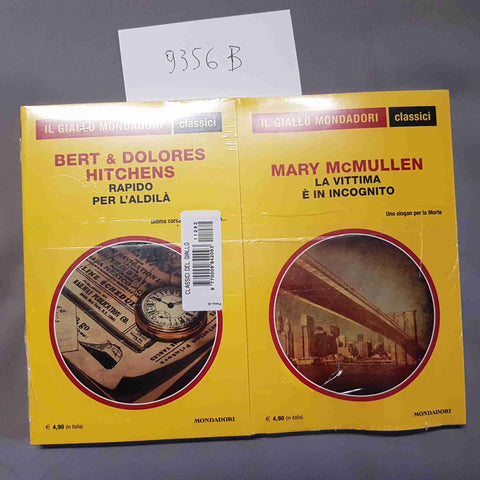 9356 B
IL GIALLO MONDADORI classici
BERT & DOLORES
HITCHENS
RAPIDO
PER L'ALDILÀ
Ultima corsa
CLASSICI DEL GIALLO
€ 4,90 (in Italia)
MONDADORI
IL GIALLO MONDADORI classici
MARY McMULLEN
LA VITTIMA
È IN INCOGNITO
Uno slogan per la Morte
€ 4,90 (in Italia)
MONDADORI